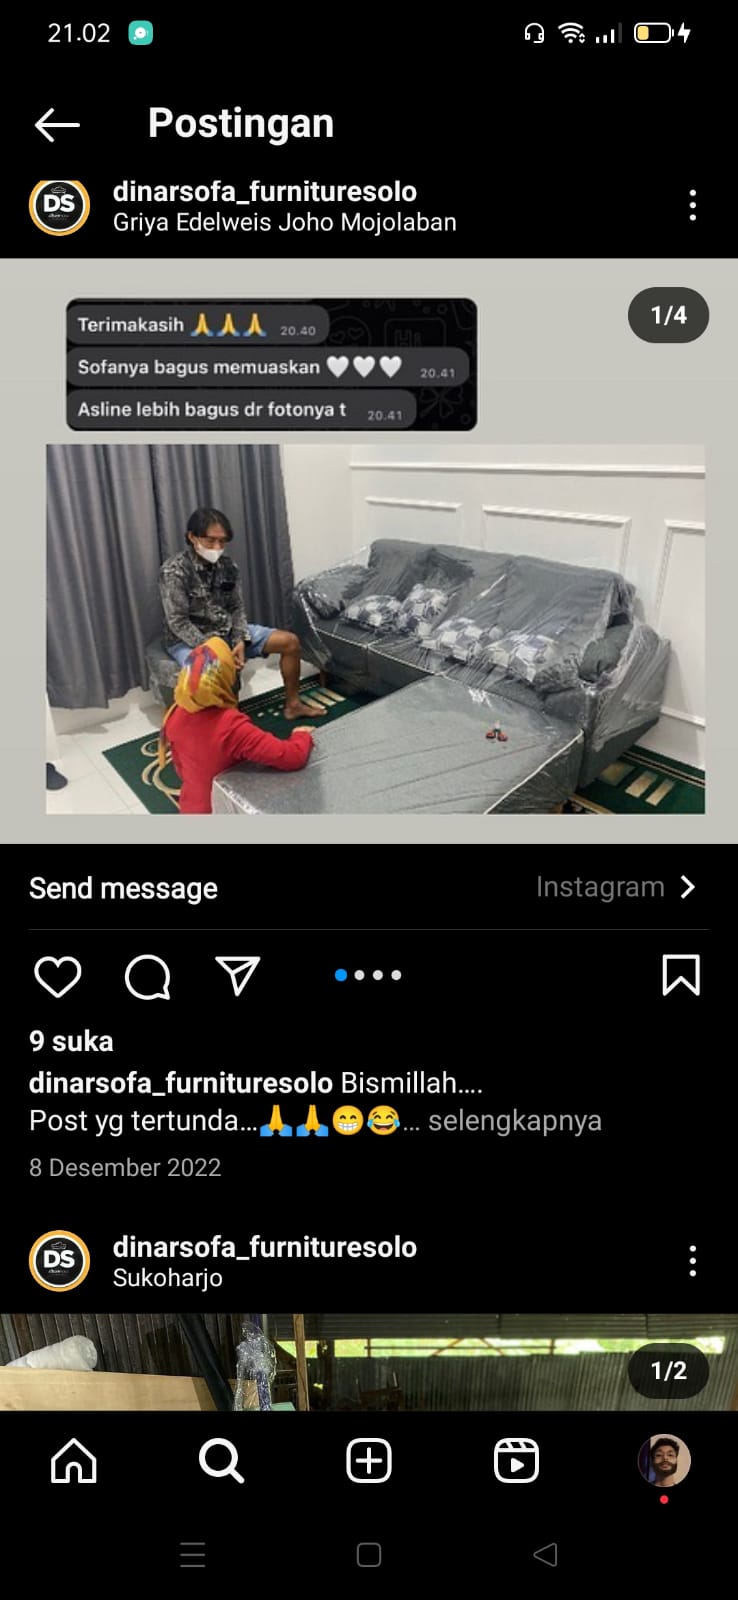 21.02
Postingan
DS
dinarsofa_furnituresolo
Griya Edelweis Joho Mojolaban
1/4
Terimakasih 🙏🙏🙏 20.40
Sofanya bagus memuaskan 🤍🤍🤍 20.41
Asline lebih bagus dr fotonya t 20.41
Send message
Instagram
9 suka
dinarsofa_furnituresolo Bismillah....
Post yg tertunda...🙏🙏😁😂... selengkapnya
8 Desember 2022
DS
dinarsofa_furnituresolo
Sukoharjo
1/2